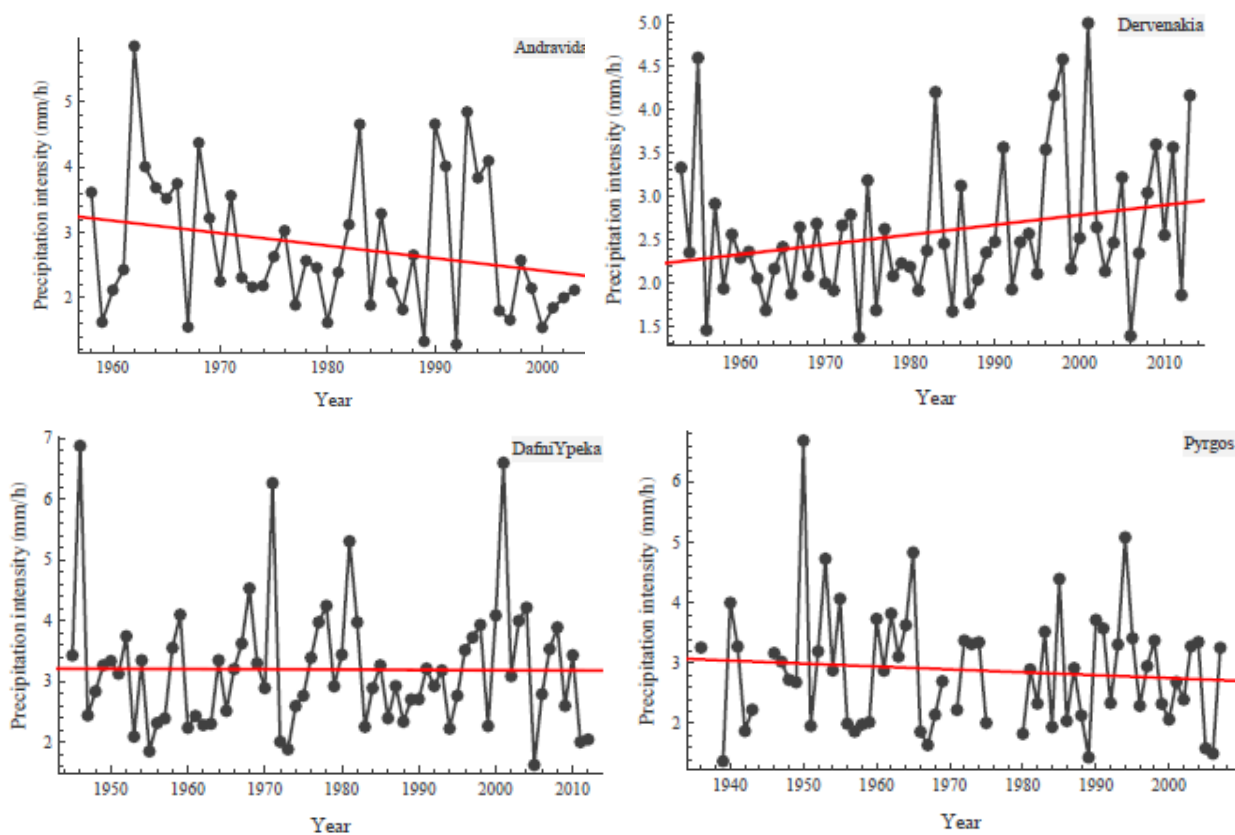 Andravida
Precipitation intensity (mm/h)
5
4
3
2
1960 1970 1980 1990 2000
Year
Dervenakia
Precipitation intensity (mm/h)
5.0
4.5
4.0
3.5
3.0
2.5
2.0
1.5
1960 1970 1980 1990 2000 2010
Year
DafniYpeka
Precipitation intensity (mm/h)
7
6
5
4
3
2
1950 1960 1970 1980 1990 2000 2010
Year
Pyrgos
Precipitation intensity (mm/h)
6
5
4
3
2
1940 1950 1960 1970 1980 1990 2000
Year